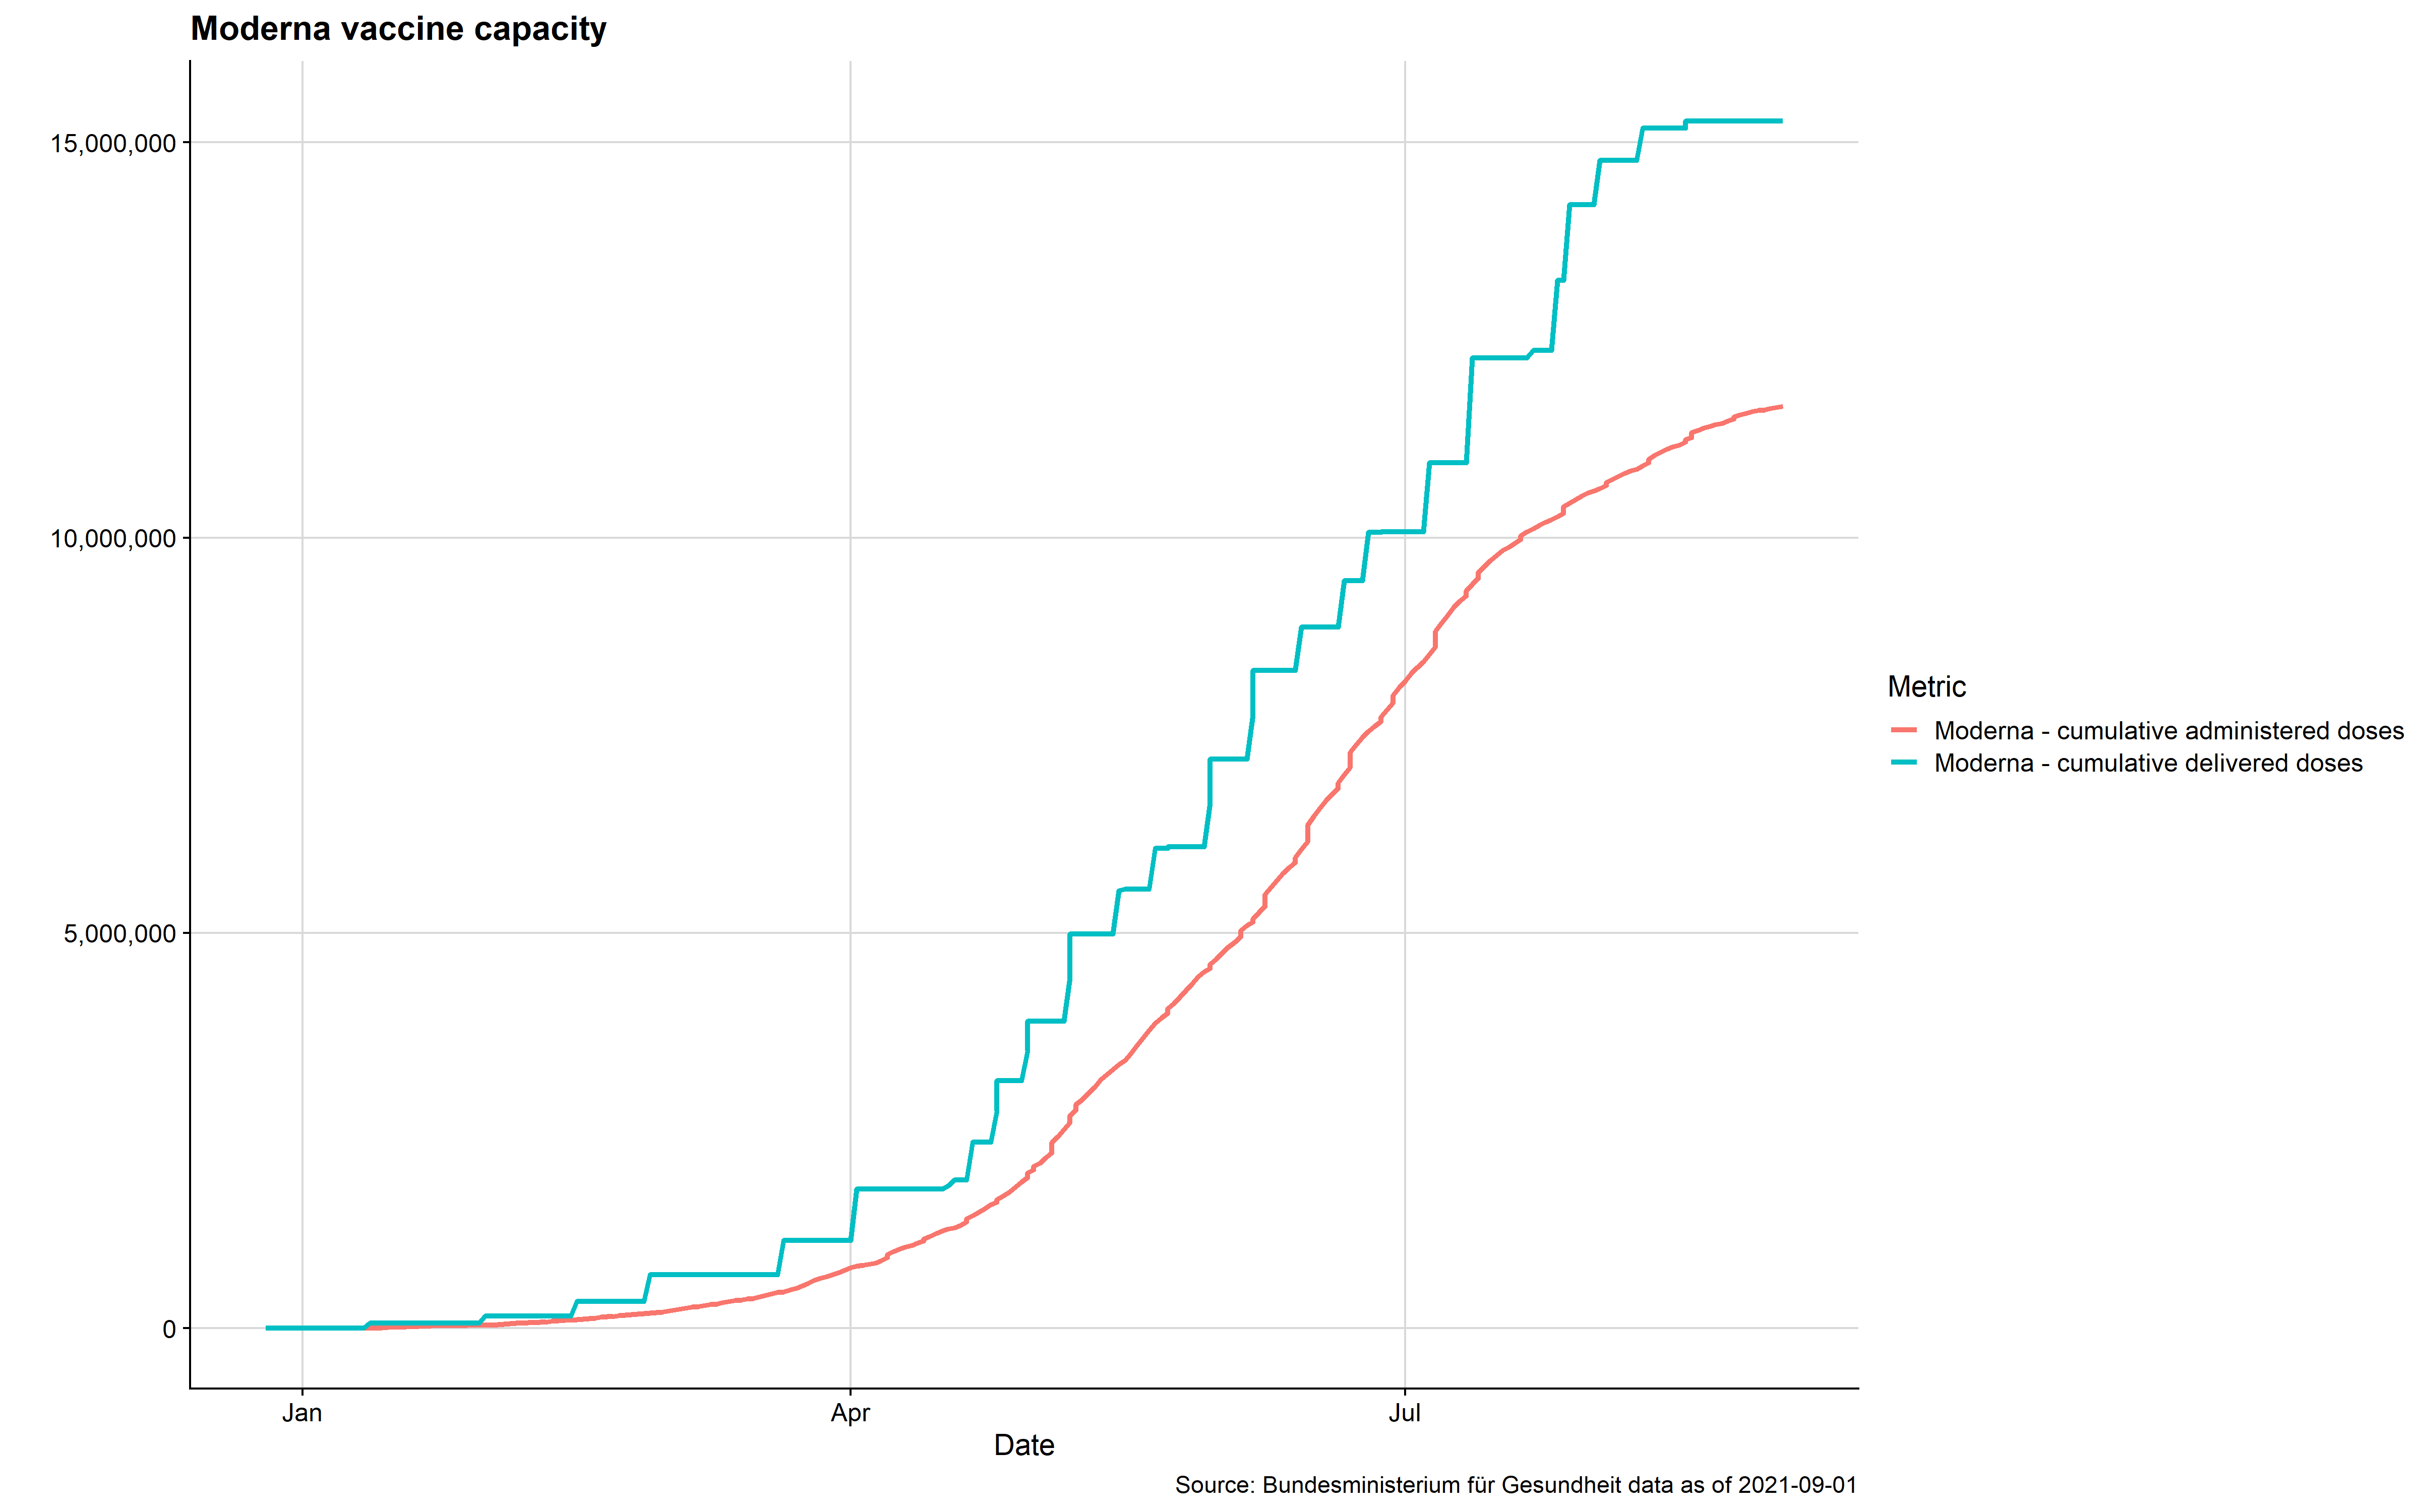 Moderna vaccine capacity
15,000,000
10,000,000
5,000,000
0
Jan
Apr
Jul
Date
Metric
Moderna - cumulative administered doses
Moderna - cumulative delivered doses
Source: Bundesministerium für Gesundheit data as of 2021-09-01